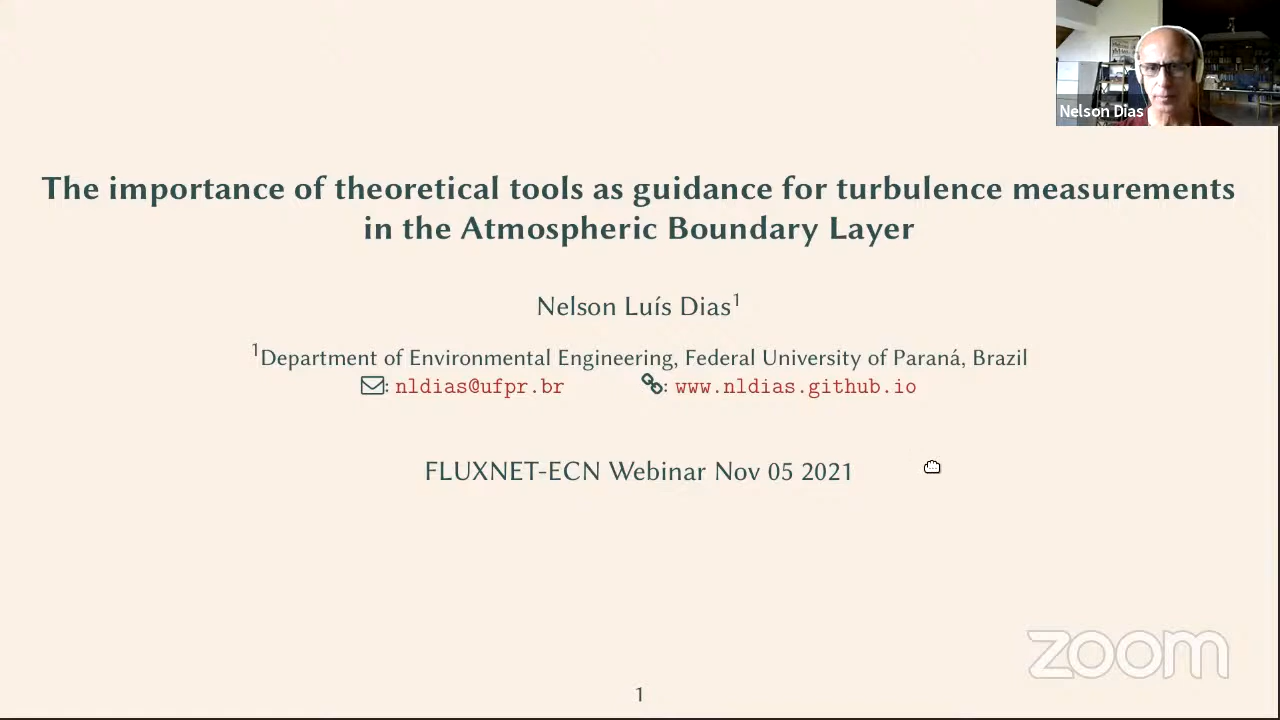 Nelson Dias
The importance of theoretical tools as guidance for turbulence measurements
in the Atmospheric Boundary Layer
Nelson Luís Dias¹
¹Department of Environmental Engineering, Federal University of Paraná, Brazil
: nldias@ufpr.br : www.nldias.github.io
FLUXNET-ECN Webinar Nov 05 2021
zoom
1